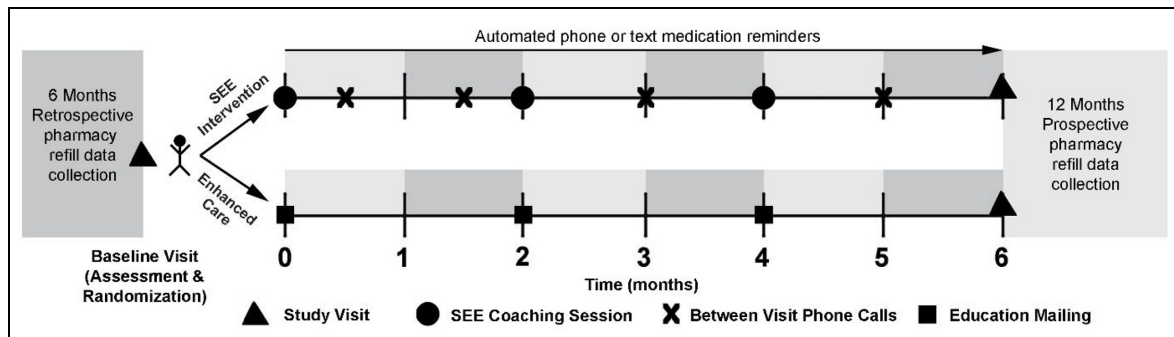 Automated phone or text medication reminders
6 Months
Retrospective
pharmacy
refill data
collection
SEE
Intervention
Enhanced
Care
12 Months
Prospective
pharmacy
refill data
collection
Baseline Visit
(Assessment &
Randomization)
0 1 2 3 4 5 6
Time (months)
Study Visit SEE Coaching Session Between Visit Phone Calls Education Mailing